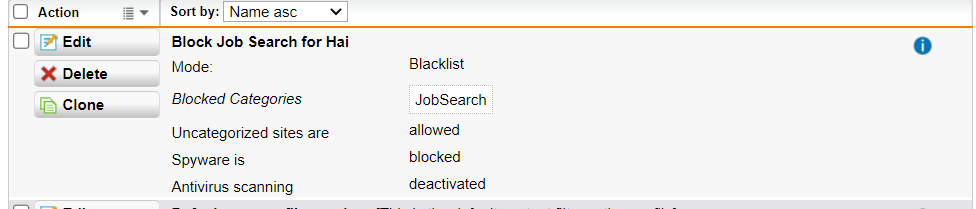 Action Sort by: Name asc
Edit Block Job Search for Hai
Mode: Blacklist
Delete
Blocked Categories JobSearch
Clone
Uncategorized sites are allowed
Spyware is blocked
Antivirus scanning deactivated